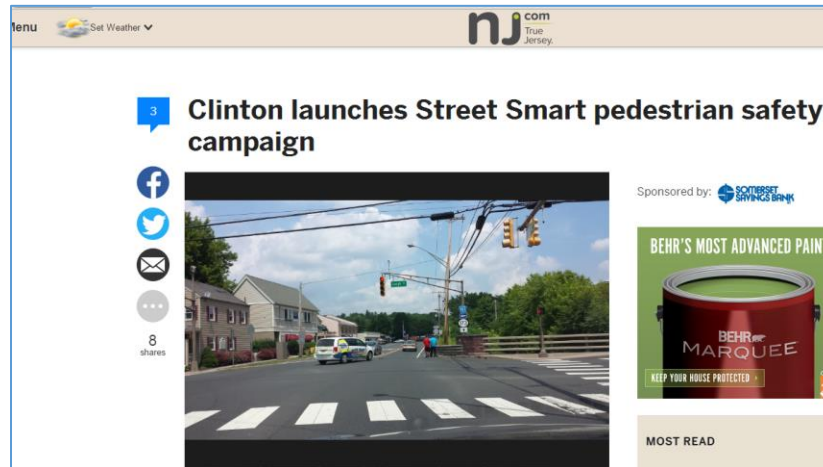 Menu
Set Weather
nj
com
True
Jersey.
3
Clinton launches Street Smart pedestrian safety
campaign
8
shares
Sponsored by: SOMERSET
SAVINGS BANK
BEHR'S MOST ADVANCED PAIN
BEHR
MARQUEE
KEEP YOUR HOUSE PROTECTED
MOST READ